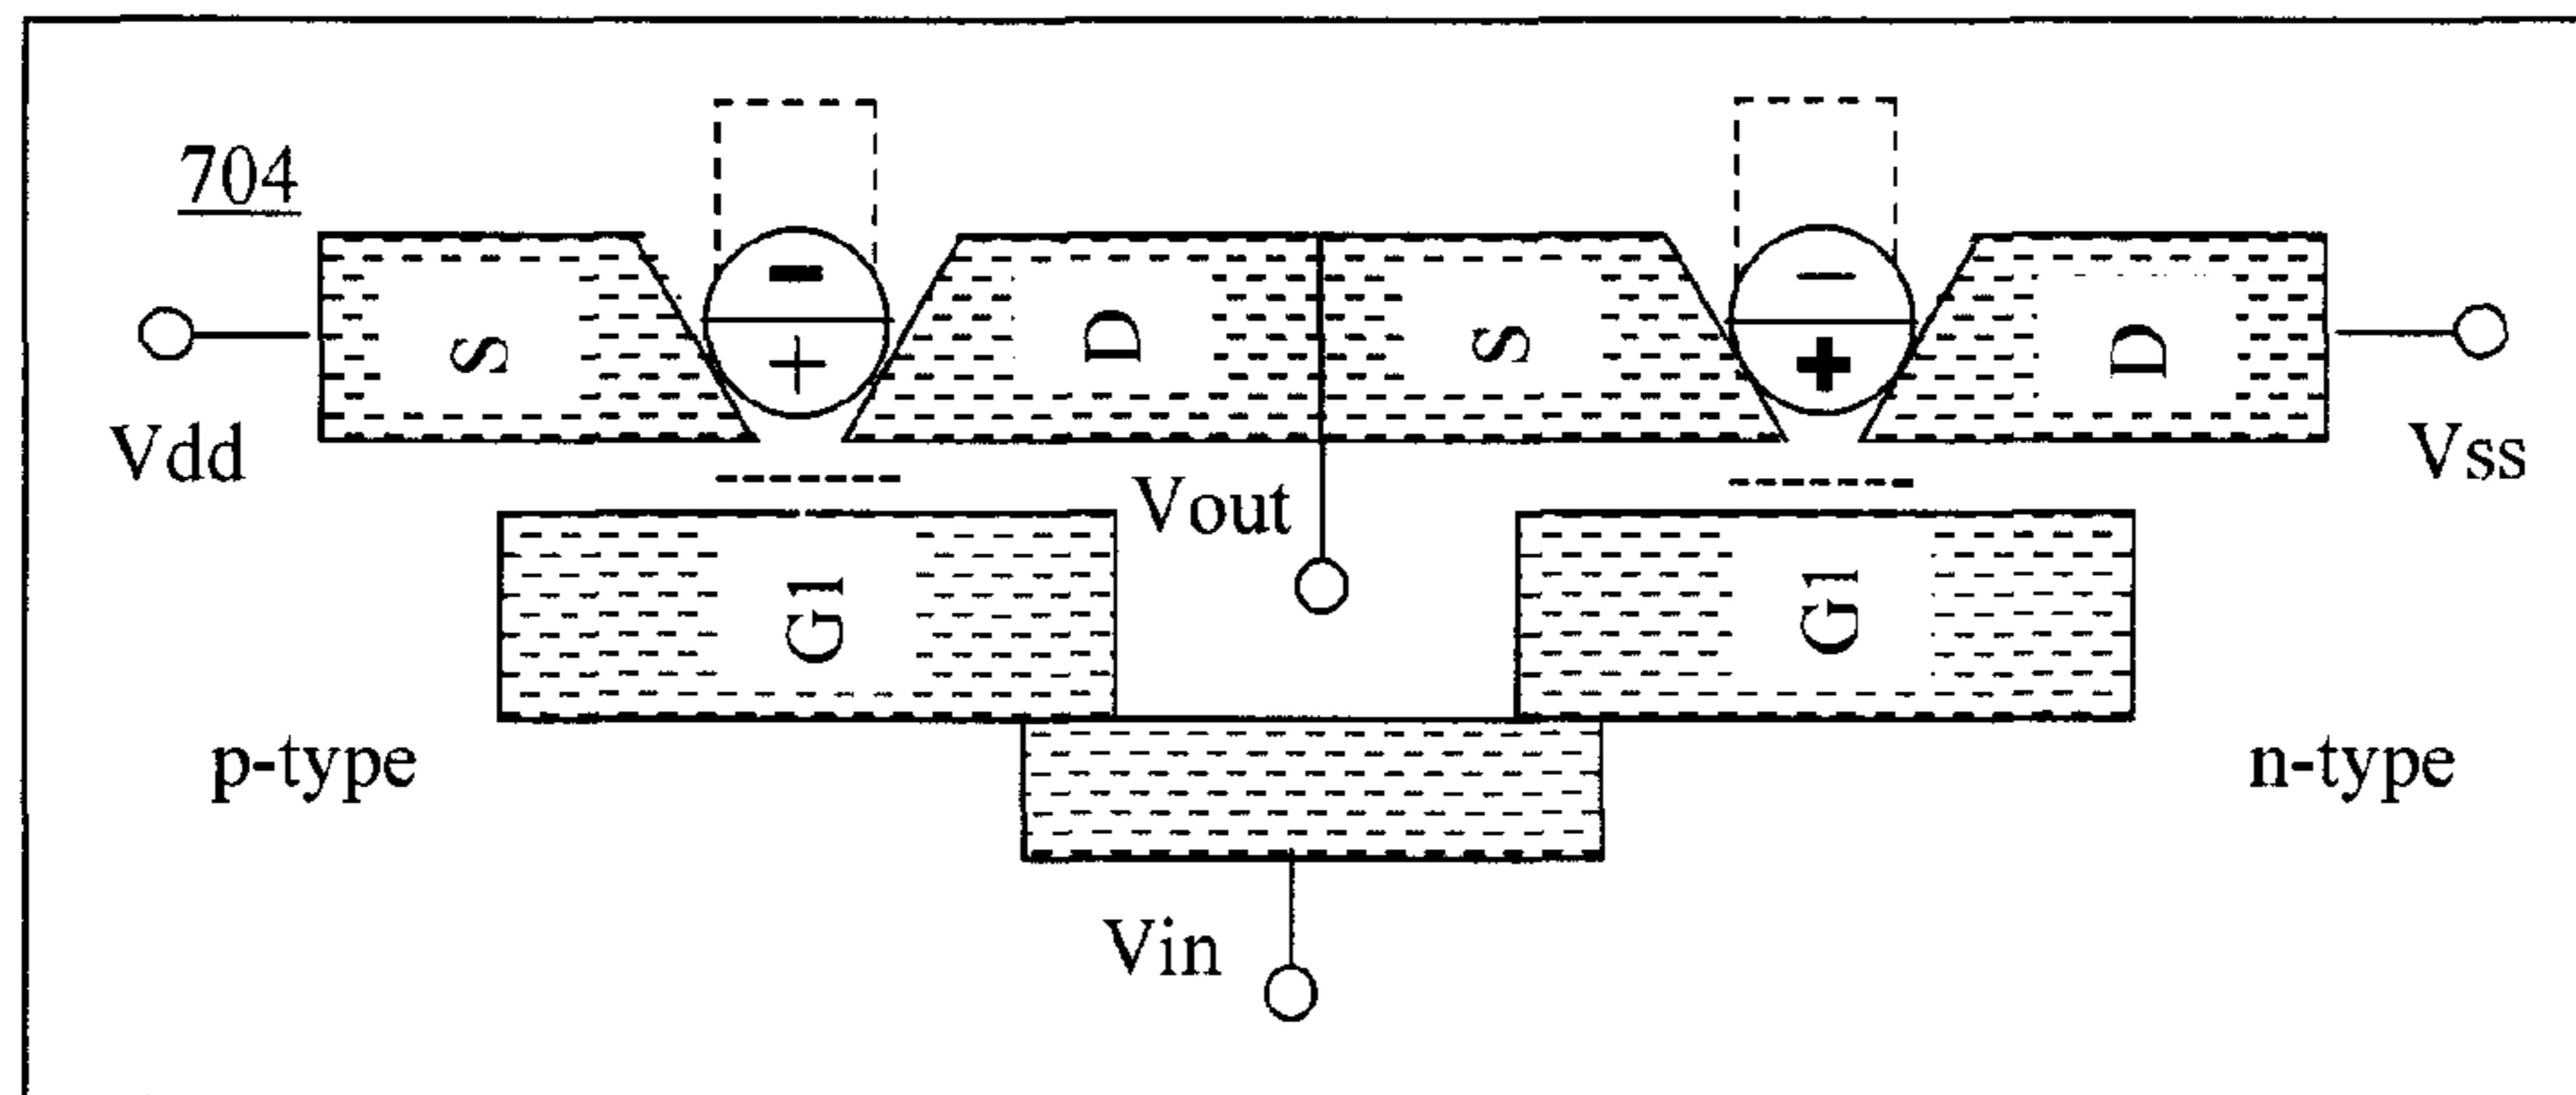 704
− −
S D S D
+ +
Vdd Vout Vss
G1 G1
p-type n-type
Vin